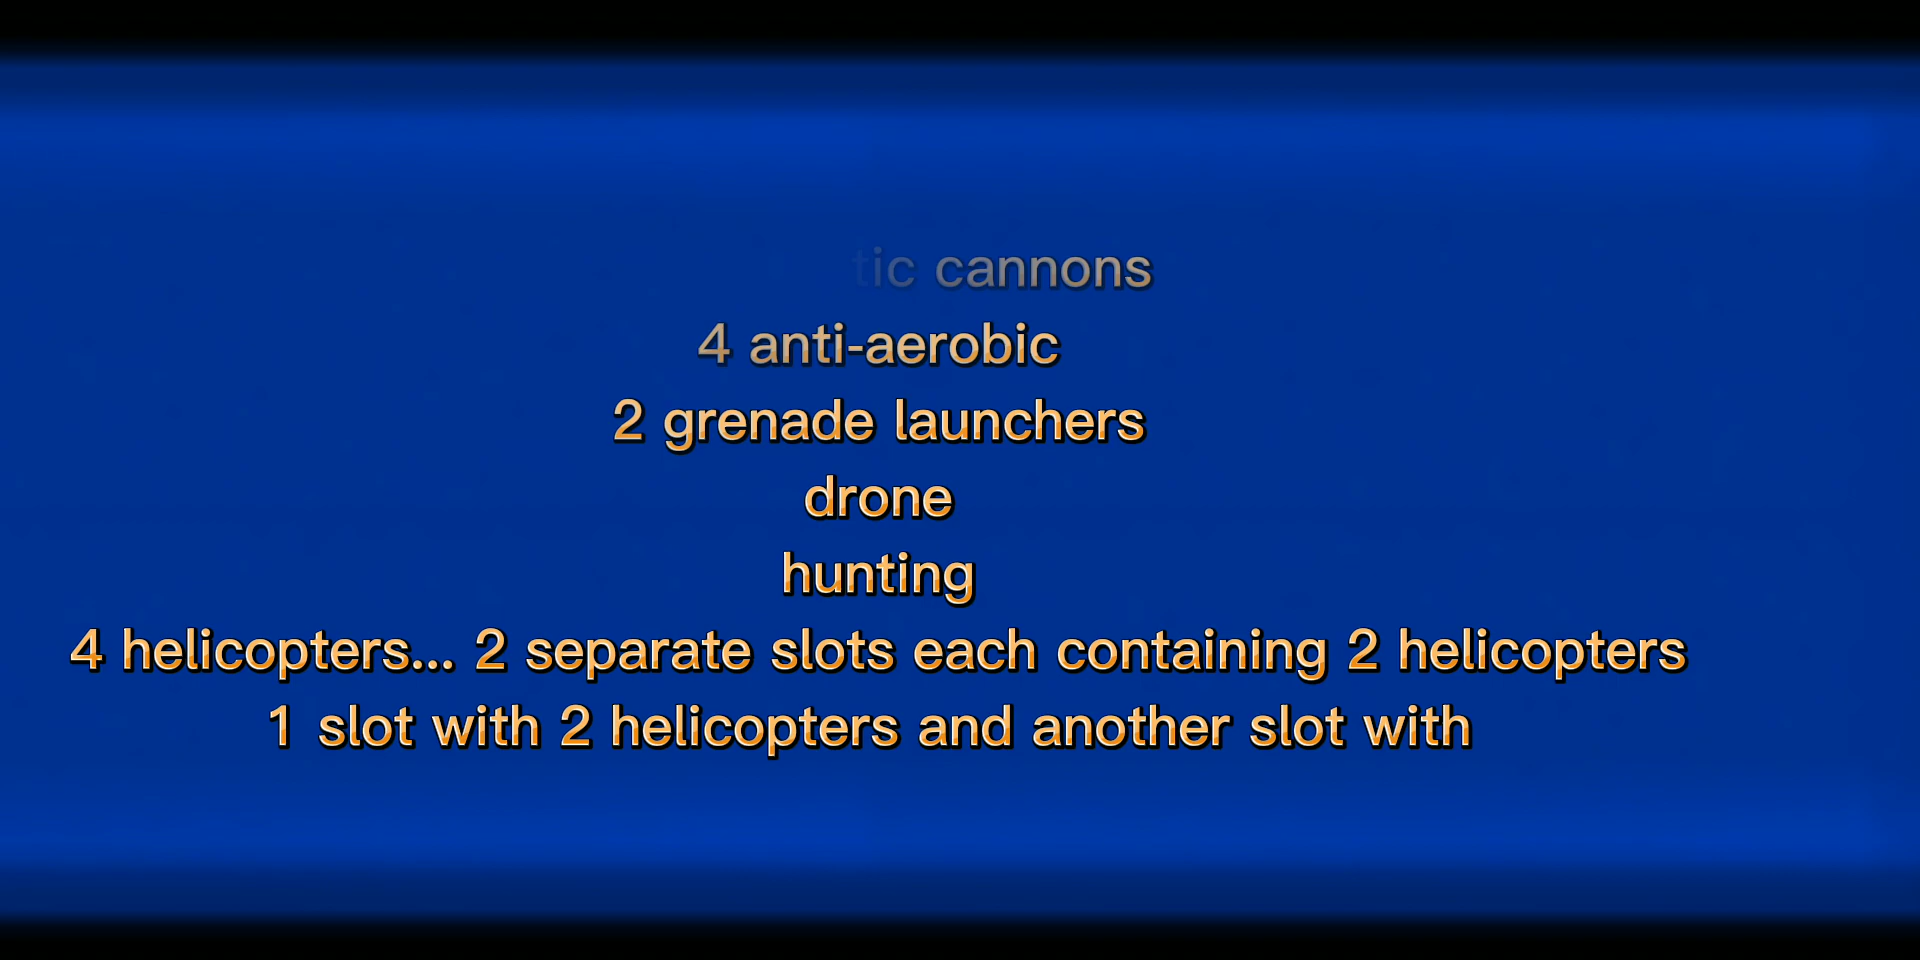 cannons
4 anti-aerobic
2 grenade launchers
drone
hunting
4 helicopters... 2 separate slots each containing 2 helicopters
1 slot with 2 helicopters and another slot with